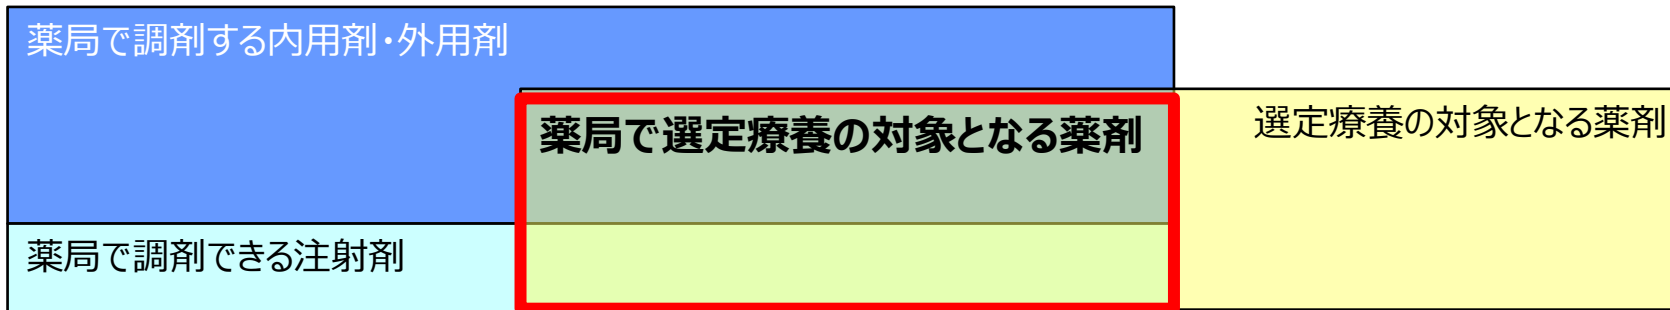 薬局で調剤する内用剤・外用剤
薬局で選定療養の対象となる薬剤
選定療養の対象となる薬剤
薬局で調剤できる注射剤